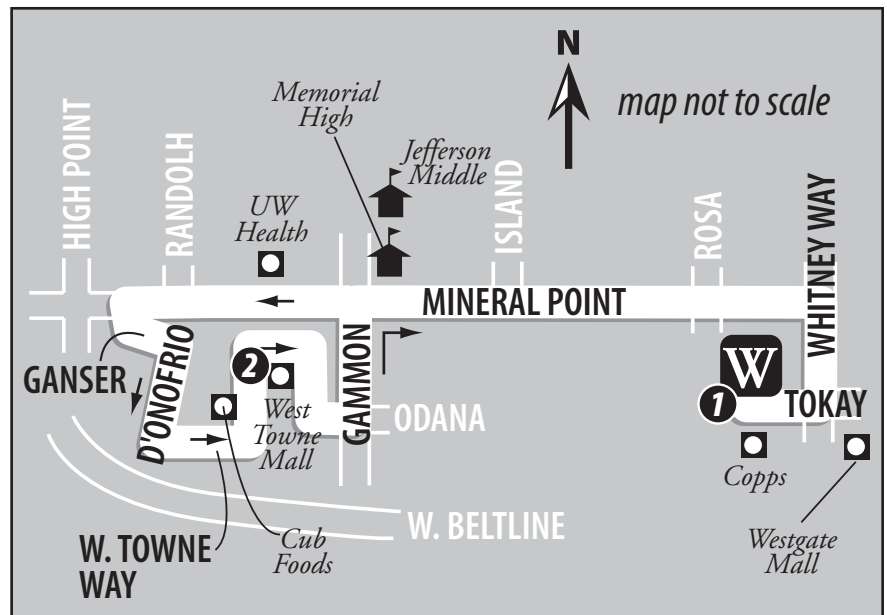 N
map not to scale
Memorial
High
Jefferson
Middle
HIGH POINT
RANDOLH
UW
Health
ISLAND
ROSA
WHITNEY WAY
MINERAL POINT
GANSER
D'ONOFRIO
2
West
Towne
Mall
GAMMON
ODANA
W
1
TOKAY
Copps
Westgate
Mall
W. BELTLINE
W. TOWNE
WAY
Cub
Foods